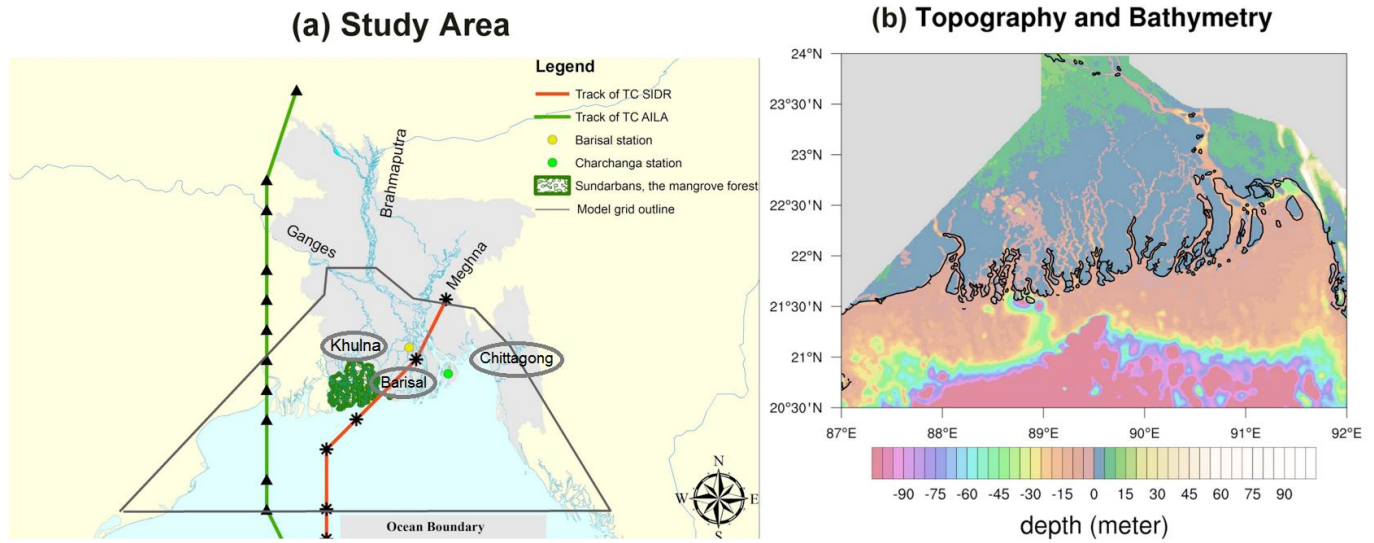 (a) Study Area
Legend
Track of TC SIDR
Track of TC AILA
Barisal station
Charchanga station
Sundarbans, the mangrove forest
Model grid outline
Brahmaputra
Ganges
Meghna
Khulna
Chittagong
Barisal
N
W E
S
Ocean Boundary
(b) Topography and Bathymetry
24°N
23°30'N
23°N
22°30'N
22°N
21°30'N
21°N
20°30'N
87°E 88°E 89°E 90°E 91°E 92°E
-90 -75 -60 -45 -30 -15 0 15 30 45 60 75 90
depth (meter)